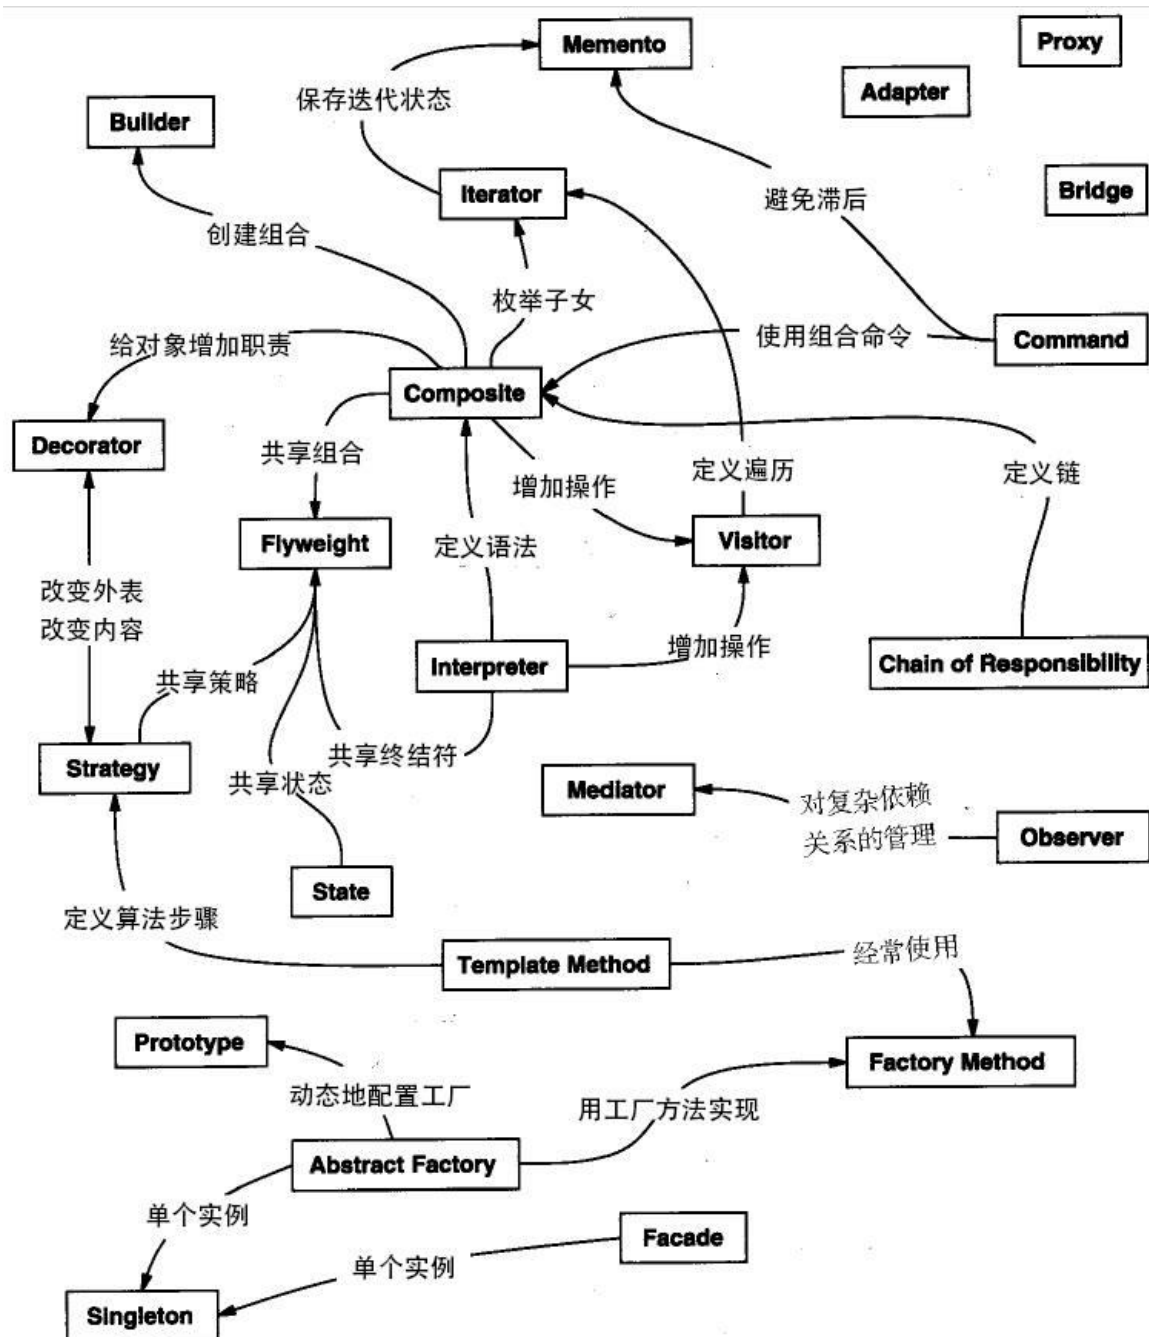 Memento
Proxy
Adapter
保存迭代状态
Builder
Iterator
Bridge
避免滞后
创建组合
枚举子女
使用组合命令
Command
给对象增加职责
Composite
Decorator
共享组合
增加操作
定义遍历
定义链
Flyweight
定义语法
Visitor
改变外表
改变内容
增加操作
Interpreter
Chain of Responsibility
共享策略
共享终结符
Strategy
共享状态
Mediator
对复杂依赖
关系的管理
Observer
State
定义算法步骤
经常使用
Template Method
Prototype
Factory Method
动态地配置工厂
用工厂方法实现
Abstract Factory
单个实例
Facade
单个实例
Singleton